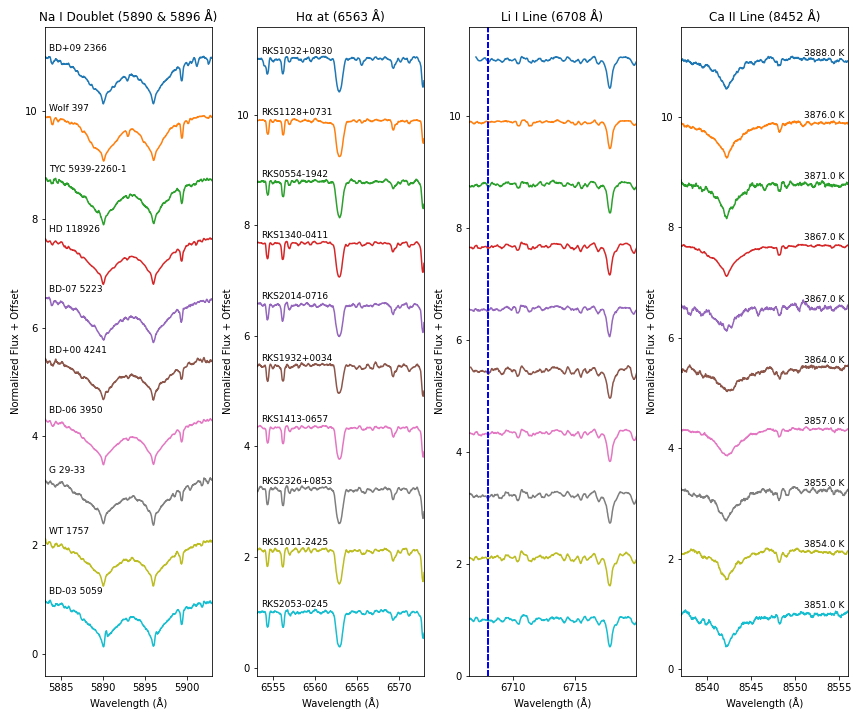 Na I Doublet (5890 & 5896 Å)
Hα at (6563 Å)
Li I Line (6708 Å)
Ca II Line (8452 Å)
BD+09 2366
Wolf 397
TYC 5939-2260-1
HD 118926
BD-07 5223
BD+00 4241
BD-06 3950
G 29-33
WT 1757
BD-03 5059
RKS1032+0830
RKS1128+0731
RKS0554-1942
RKS1340-0411
RKS2014-0716
RKS1932+0034
RKS1413-0657
RKS2326+0853
RKS1011-2425
RKS2053-0245
3888.0 K
3876.0 K
3871.0 K
3867.0 K
3867.0 K
3864.0 K
3857.0 K
3855.0 K
3854.0 K
3851.0 K
Normalized Flux + Offset
10
8
6
4
2
0
5885 5890 5895 5900
Wavelength (Å)
Normalized Flux + Offset
10
8
6
4
2
0
6555 6560 6565 6570
Wavelength (Å)
Normalized Flux + Offset
10
8
6
4
2
0
6710 6715
Wavelength (Å)
Normalized Flux + Offset
10
8
6
4
2
0
8540 8545 8550 8555
Wavelength (Å)